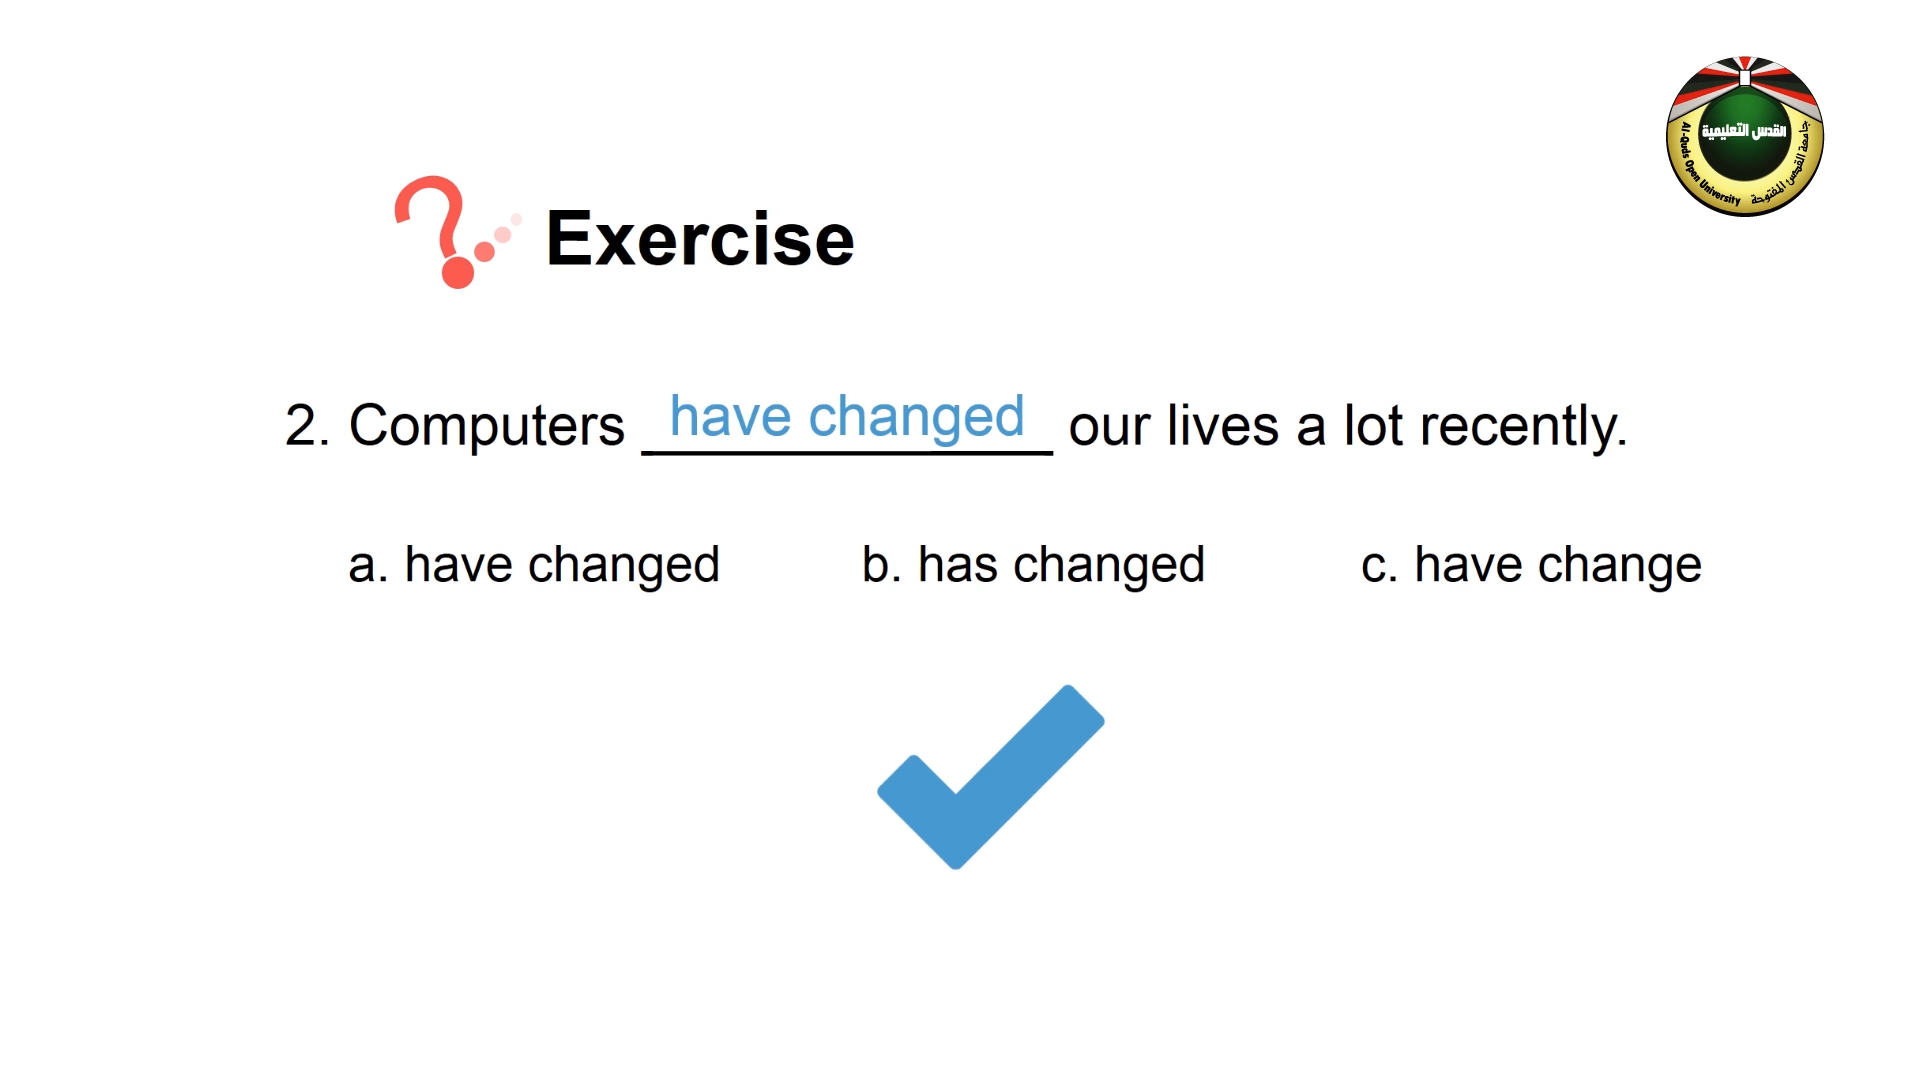 القدس التعليمية
جامعة القدس المفتوحة
Al-Quds Open University
Exercise
2. Computers have changed our lives a lot recently.
a. have changed b. has changed c. have change